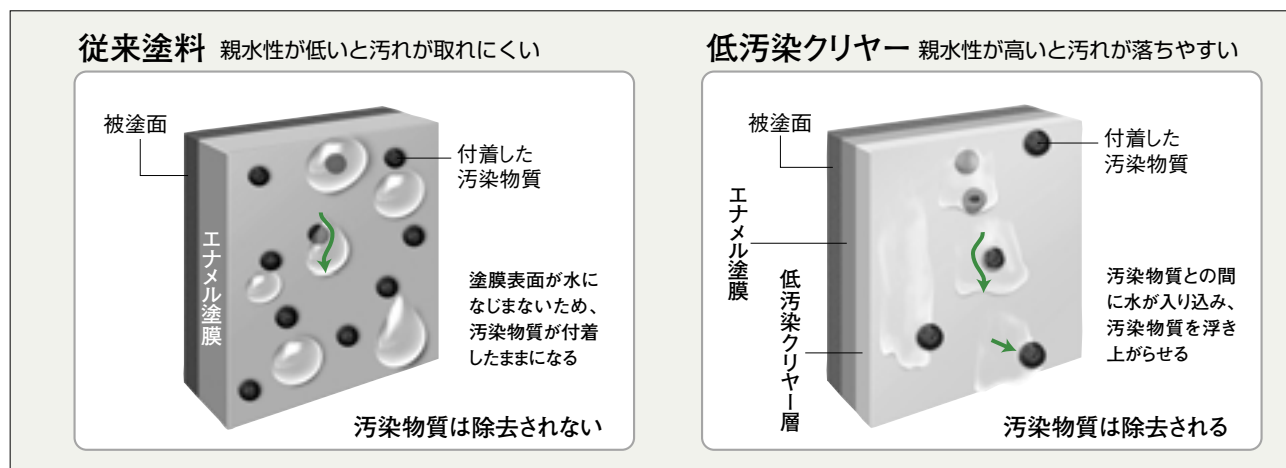 従来塗料 親水性が低いと汚れが取れにくい
被塗面
付着した
汚染物質
エナメル塗膜
塗膜表面が水に
なじまないため、
汚染物質が付着
したままになる
汚染物質は除去されない
低汚染クリヤー 親水性が高いと汚れが落ちやすい
被塗面
付着した
汚染物質
エナメル塗膜
低汚染クリヤー層
汚染物質との間
に水が入り込み、
汚染物質を浮き
上がらせる
汚染物質は除去される